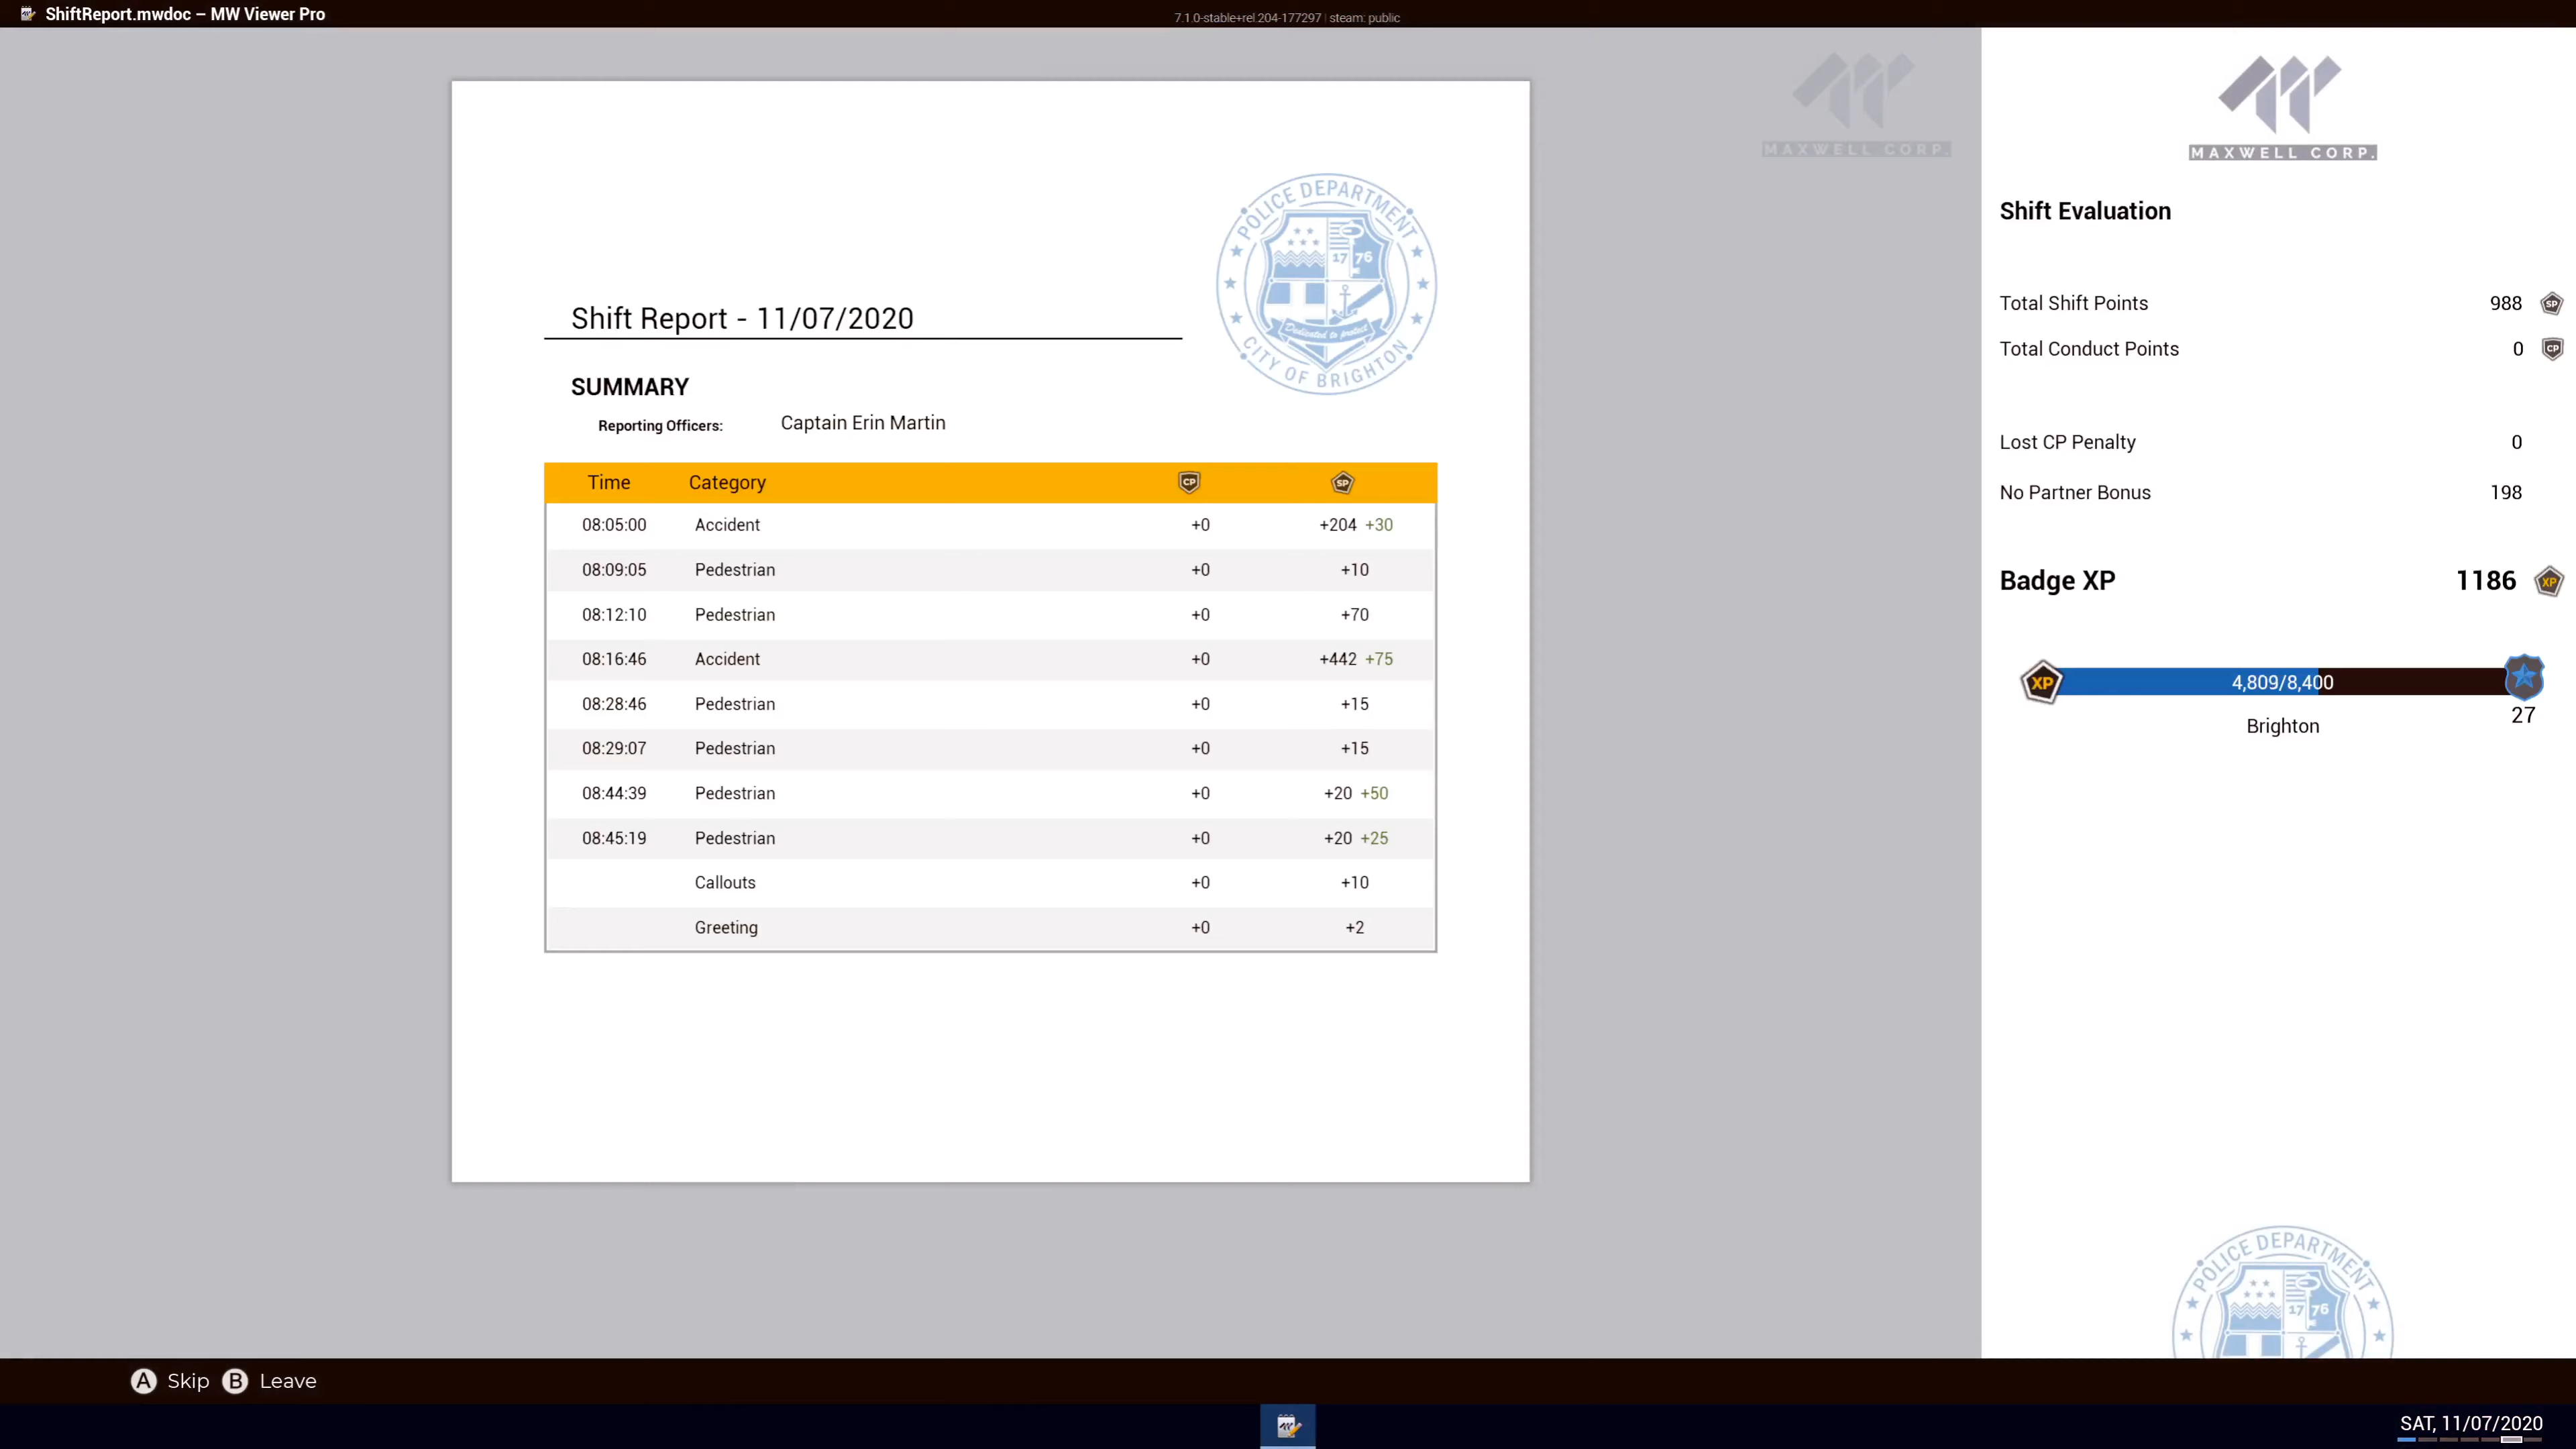 ShiftReport.mwdoc – MW Viewer Pro
7.1.0-stable+rel.204-177297 | steam: public
MAXWELL CORP.
MAXWELL CORP.
POLICE DEPARTMENT
1776
Dedicated to protect
CITY OF BRIGHTON
Shift Report - 11/07/2020
SUMMARY
Reporting Officers: Captain Erin Martin
Time Category CP SP
08:05:00 Accident +0 +204 +30
08:09:05 Pedestrian +0 +10
08:12:10 Pedestrian +0 +70
08:16:46 Accident +0 +442 +75
08:28:46 Pedestrian +0 +15
08:29:07 Pedestrian +0 +15
08:44:39 Pedestrian +0 +20 +50
08:45:19 Pedestrian +0 +20 +25
Callouts +0 +10
Greeting +0 +2
Shift Evaluation
Total Shift Points 988 SP
Total Conduct Points 0 CP
Lost CP Penalty 0
No Partner Bonus 198
Badge XP 1186 XP
XP 4,809/8,400
27
Brighton
POLICE DEPARTMENT
1776
A Skip B Leave
SAT, 11/07/2020